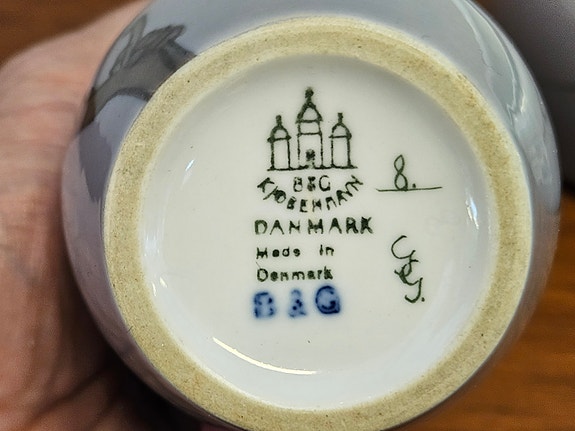 B&G
KJØBENHAVN
DANMARK
Made in
Denmark
B & G
8.